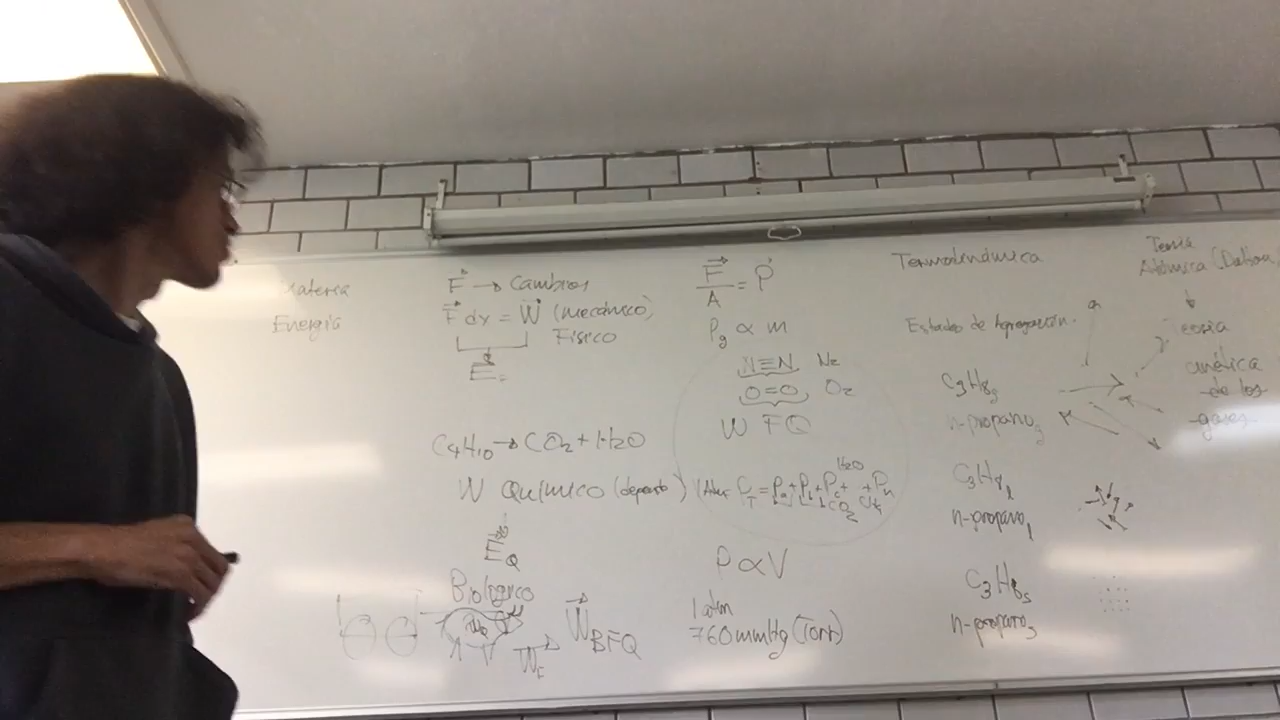 Materia
Energía
F → Cambios
F dx = W (mecánico)
Físico
E
C4H10 → CO2 + H2O
W Químico
EQ
Biológico
WBFQ
F/A = P
Pg ∝ m
N≡N N2
O=O O2
W FQ
P ∝ V
1 atm
760 mmHg (Torr)
Termodinámica
Estados de Agregación.
C3H8g
n-propano
C3H8l
n-propano l
C3H8s
n-propano s
Teoría
Atómica (Dalton
Teoría
cinética
de los
gases